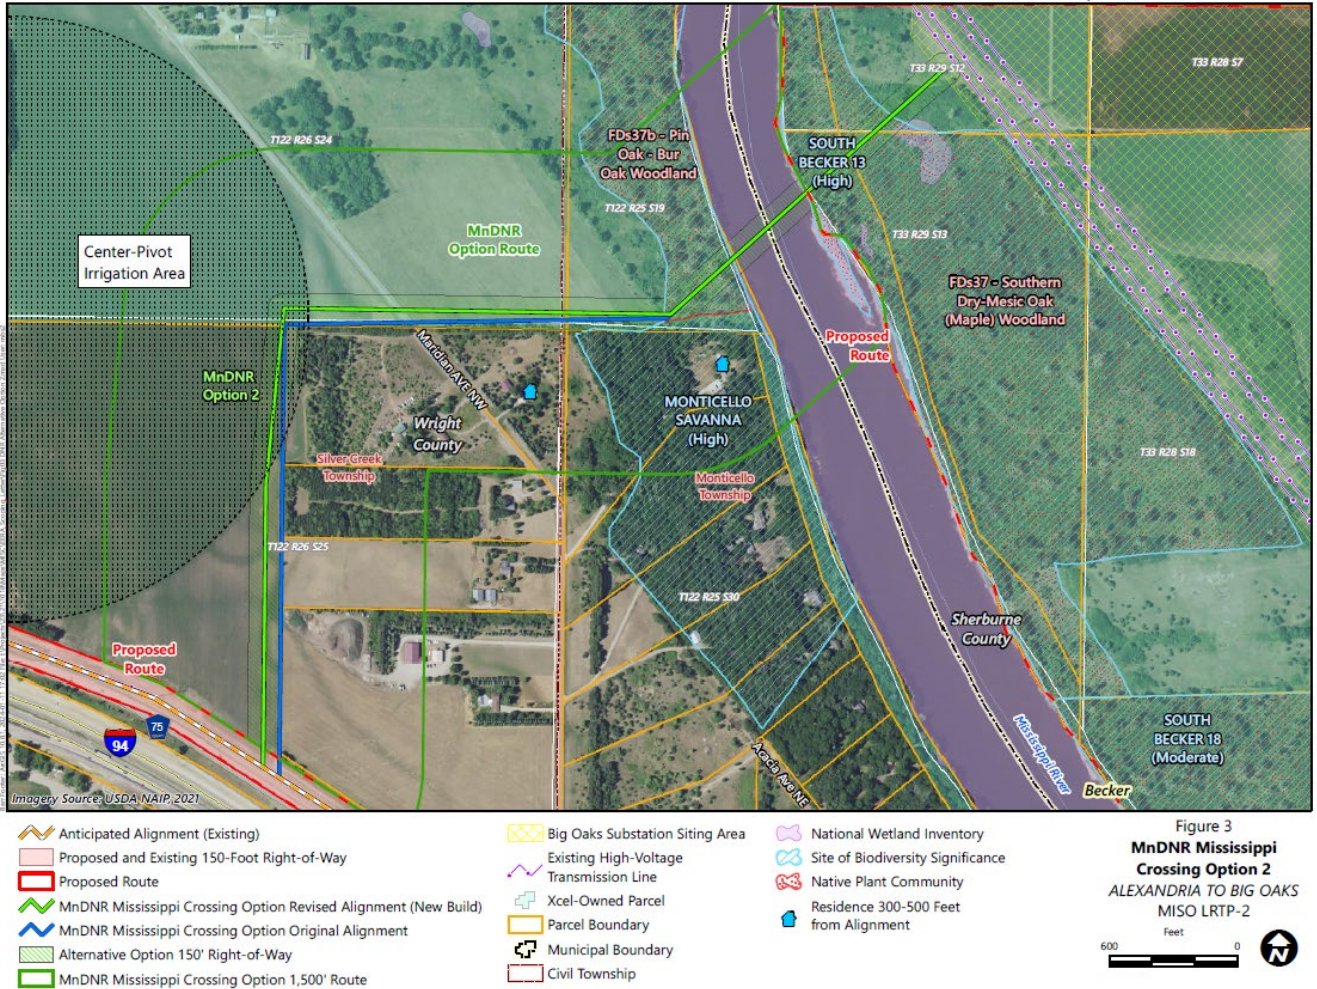 T33 R29 S12
T33 R28 S7
T122 R26 S24
FDs37b - Pin
Oak - Bur
Oak Woodland
SOUTH
BECKER 13
(High)
T122 R25 S19
MnDNR
Option Route
T33 R29 S13
Center-Pivot
Irrigation Area
FDs37 - Southern
Dry-Mesic Oak
(Maple) Woodland
Proposed
Route
Maridian AVE NW
MnDNR
Option 2
MONTICELLO
SAVANNA
(High)
Wright
County
Silver Creek
Township
Monticello
Township
T33 R28 S18
T122 R26 S25
T122 R25 S30
Sherburne
County
Proposed
Route
75
94
Acacia Ave NE
Mississippi River
SOUTH
BECKER 18
(Moderate)
Becker
Imagery Source: USDA NAIP, 2021
Anticipated Alignment (Existing)
Proposed and Existing 150-Foot Right-of-Way
Proposed Route
MnDNR Mississippi Crossing Option Revised Alignment (New Build)
MnDNR Mississippi Crossing Option Original Alignment
Alternative Option 150' Right-of-Way
MnDNR Mississippi Crossing Option 1,500' Route
Big Oaks Substation Siting Area
Existing High-Voltage
Transmission Line
Xcel-Owned Parcel
Parcel Boundary
Municipal Boundary
Civil Township
National Wetland Inventory
Site of Biodiversity Significance
Native Plant Community
Residence 300-500 Feet
from Alignment
Figure 3
MnDNR Mississippi
Crossing Option 2
ALEXANDRIA TO BIG OAKS
MISO LRTP-2
Feet
600 0
N